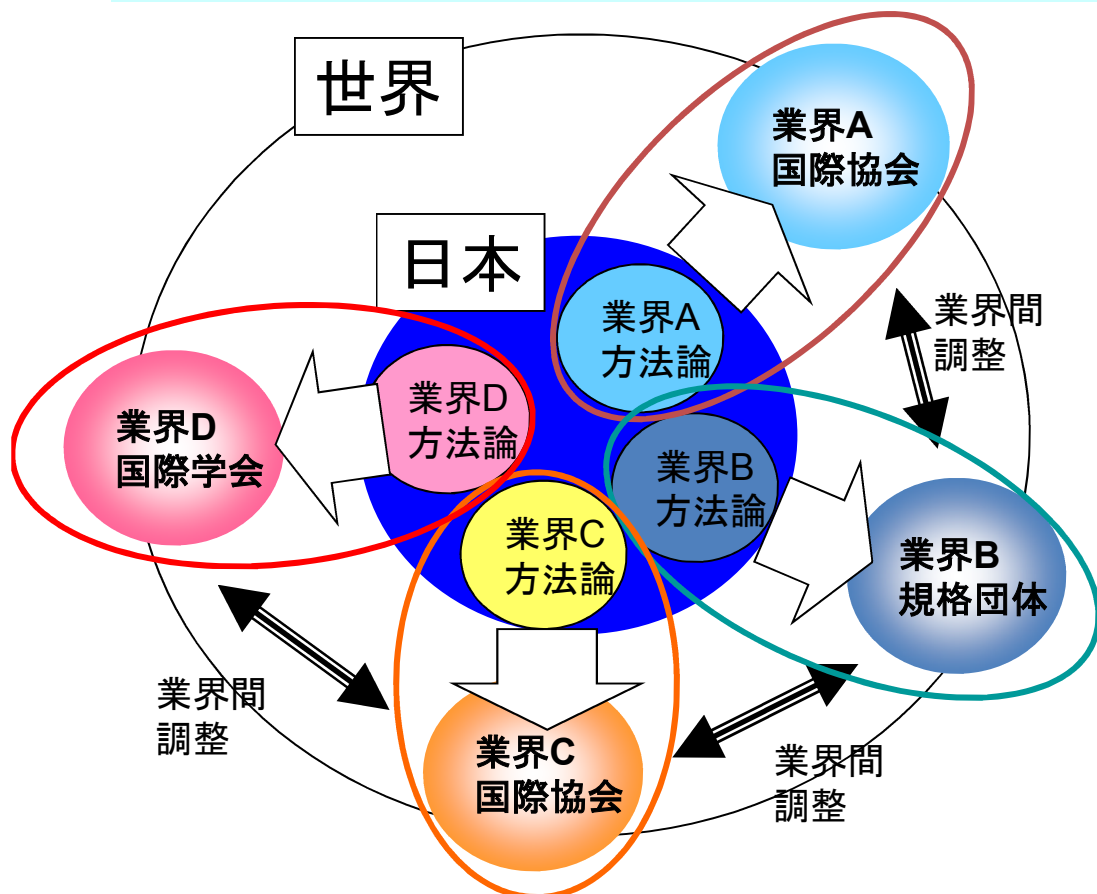 世界
業界A
国際協会
日本
業界A
方法論
業界間
調整
業界D
方法論
業界D
国際学会
業界B
方法論
業界C
方法論
業界B
規格団体
業界間
調整
業界C
国際協会
業界間
調整